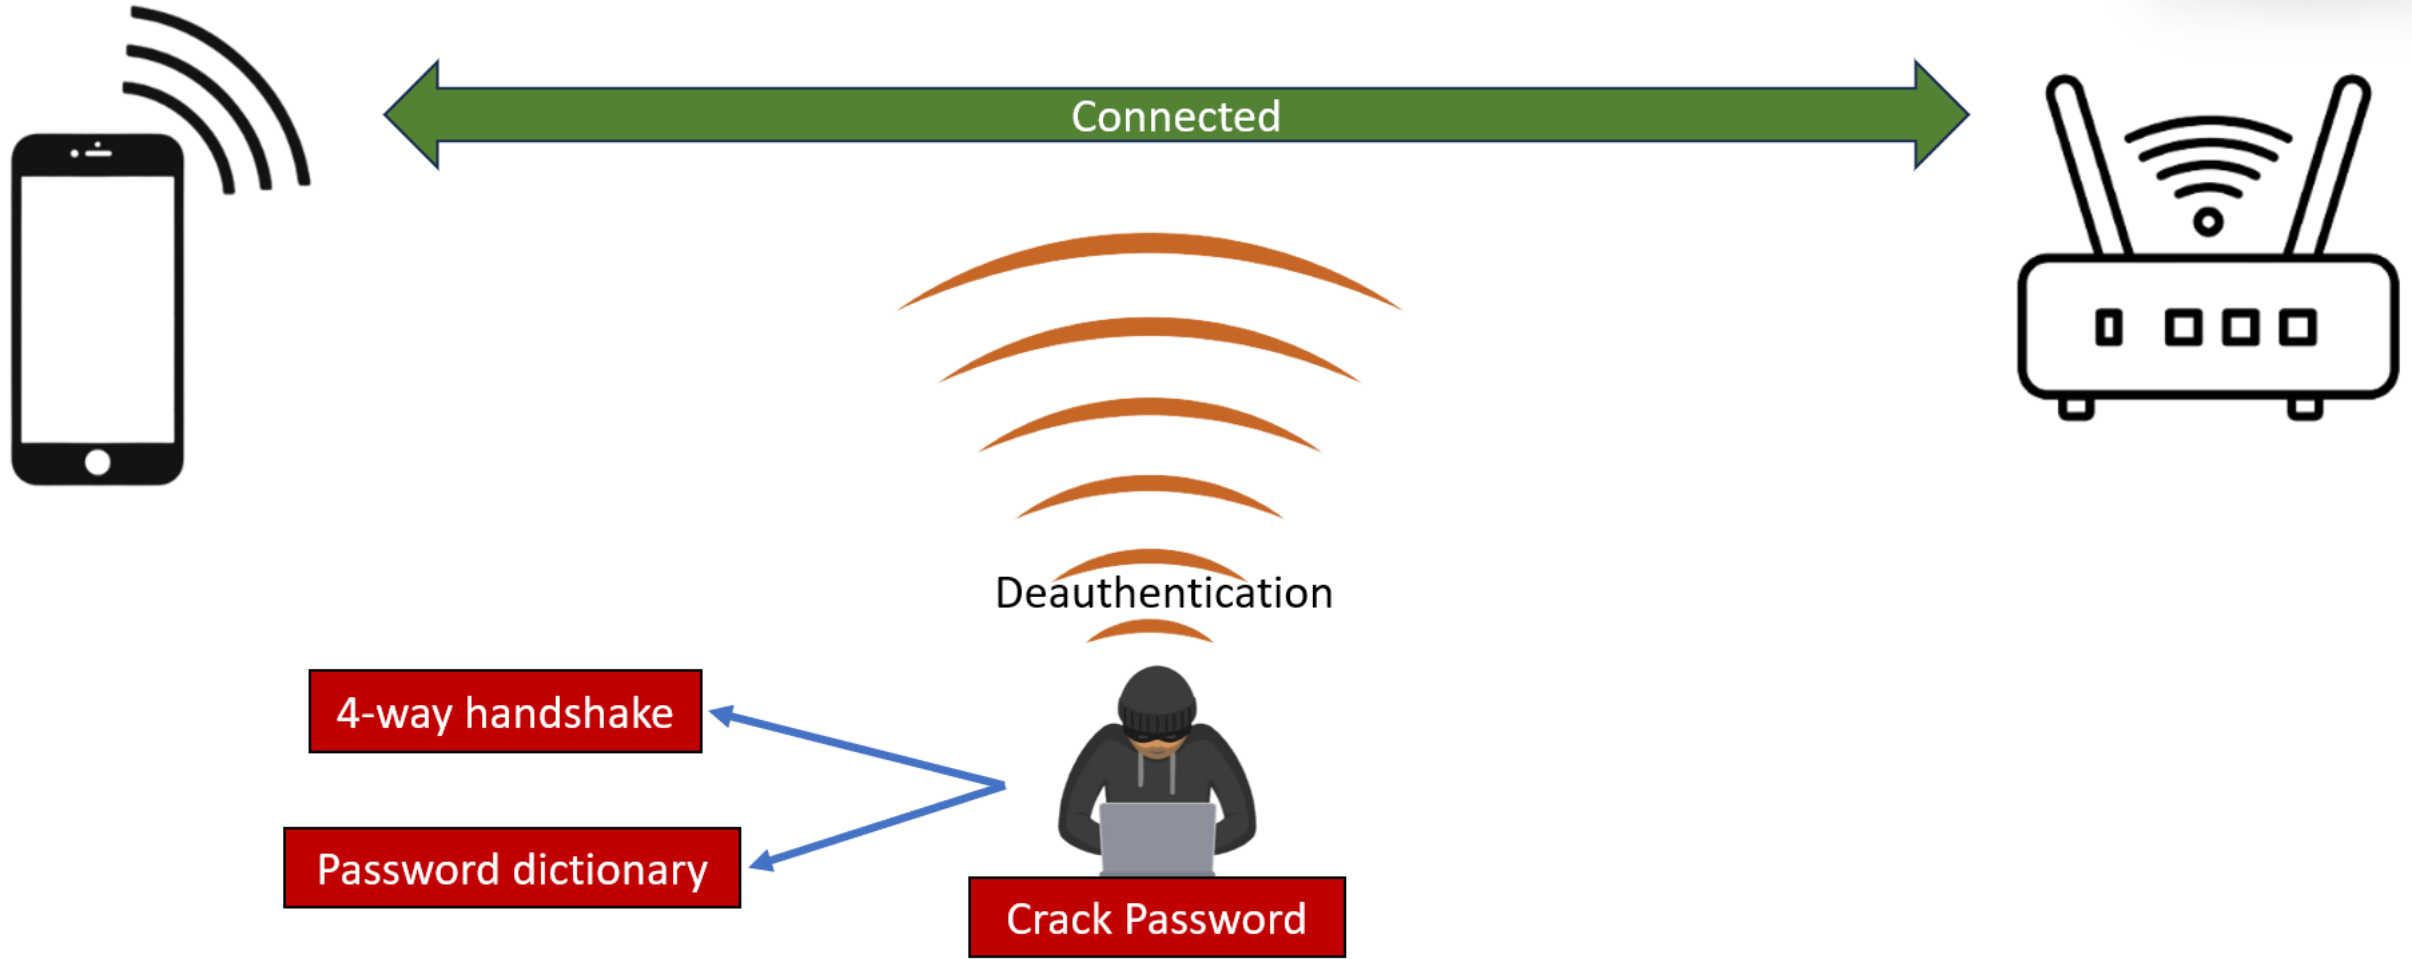 Connected
Deauthentication
4-way handshake
Password dictionary
Crack Password